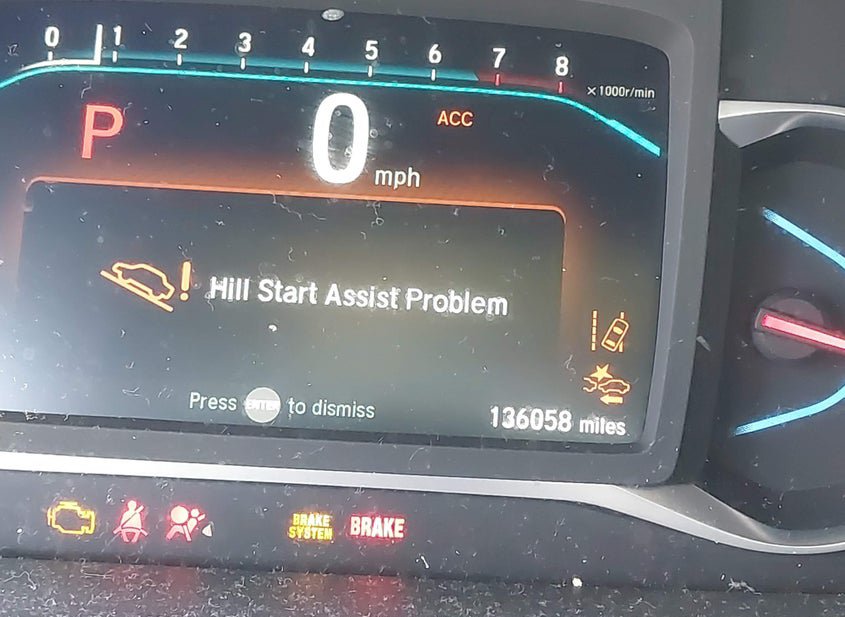 0 1 2 3 4 5 6 7 8
×1000r/min
P 0 mph ACC
! Hill Start Assist Problem
Press ENTER to dismiss
136058 miles
BRAKE SYSTEM BRAKE